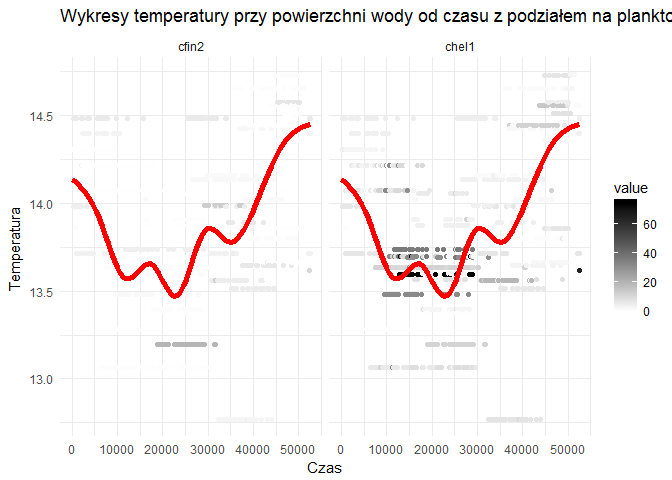 Wykresy temperatury przy powierzchni wody od czasu z podziałem na plankto
cfin2 chel1
14.5
14.0
13.5
13.0
Temperatura
0 10000 20000 30000 40000 50000 0 10000 20000 30000 40000 50000
Czas
value
60
40
20
0